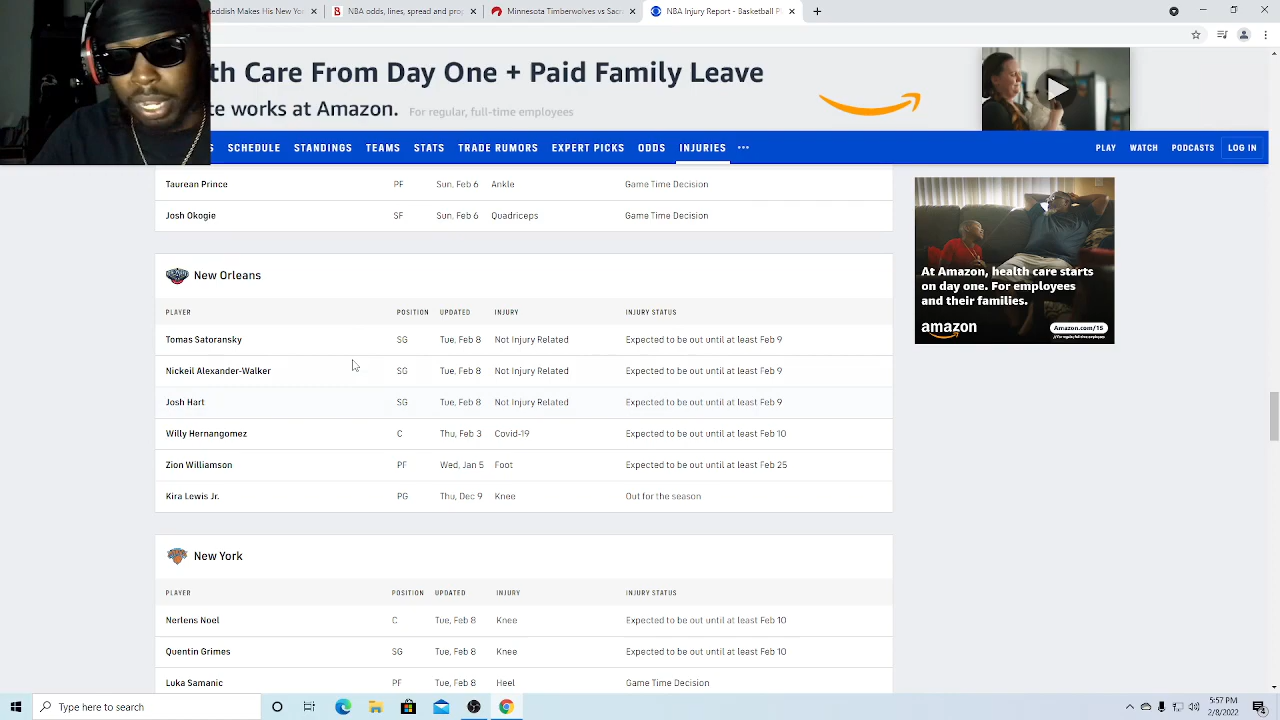 eddish Makes His New Yo
NBA odds, lines, spread and pro
Minnesota Timberwolves vs Sacr
NBA Injury Report - Basketball P
th Care From Day One + Paid Family Leave
te works at Amazon. For regular, full-time employees
S SCHEDULE STANDINGS TEAMS STATS TRADE RUMORS EXPERT PICKS ODDS INJURIES ••• PLAY WATCH PODCASTS LOG IN
Taurean Prince PF Sun, Feb 6 Ankle Game Time Decision
Josh Okogie SF Sun, Feb 6 Quadriceps Game Time Decision
New Orleans
PLAYER POSITION UPDATED INJURY INJURY STATUS
Tomas Satoransky SG Tue, Feb 8 Not Injury Related Expected to be out until at least Feb 9
Nickeil Alexander-Walker SG Tue, Feb 8 Not Injury Related Expected to be out until at least Feb 9
Josh Hart SG Tue, Feb 8 Not Injury Related Expected to be out until at least Feb 9
Willy Hernangomez C Thu, Feb 3 Covid-19 Expected to be out until at least Feb 10
Zion Williamson PF Wed, Jan 5 Foot Expected to be out until at least Feb 25
Kira Lewis Jr. PG Thu, Dec 9 Knee Out for the season
New York
PLAYER POSITION UPDATED INJURY INJURY STATUS
Nerlens Noel C Tue, Feb 8 Knee Expected to be out until at least Feb 10
Quentin Grimes SG Tue, Feb 8 Knee Expected to be out until at least Feb 10
Luka Samanic PF Tue, Feb 8 Heel Game Time Decision
At Amazon, health care starts
on day one. For employees
and their families.
amazon
Amazon.com/15
Type here to search
5:57 PM
2/8/2022